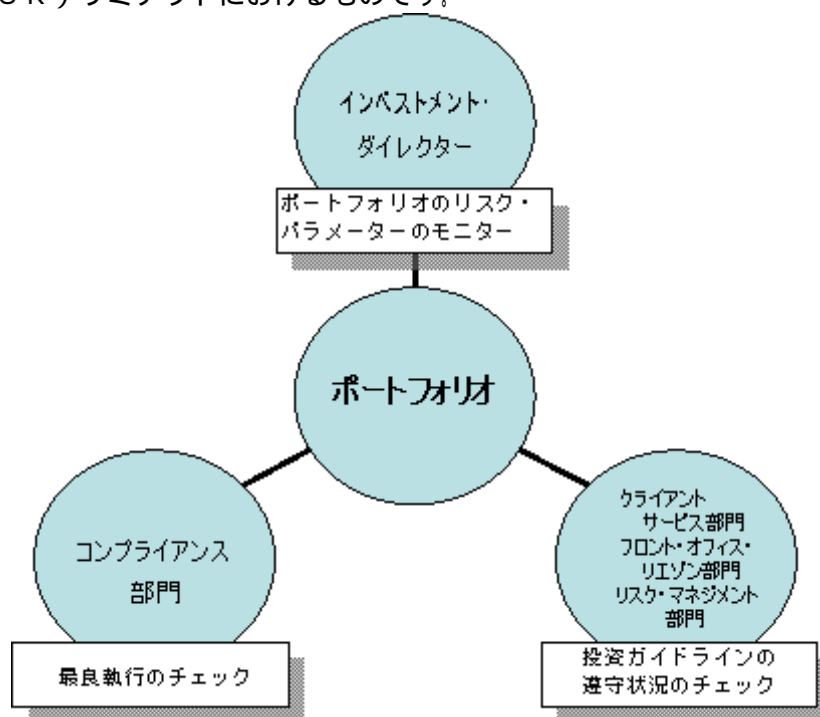 ＵＫ）リミテッドにおけるものです。
インベストメント・
ダイレクター
ポートフォリオのリスク・
パラメーターのモニター
ポートフォリオ
コンプライアンス
部門
最良執行のチェック
クライアント
サービス部門
フロント・オフィス・
リエゾン部門
リスク・マネジメント
部門
投資ガイドラインの
遵守状況のチェック